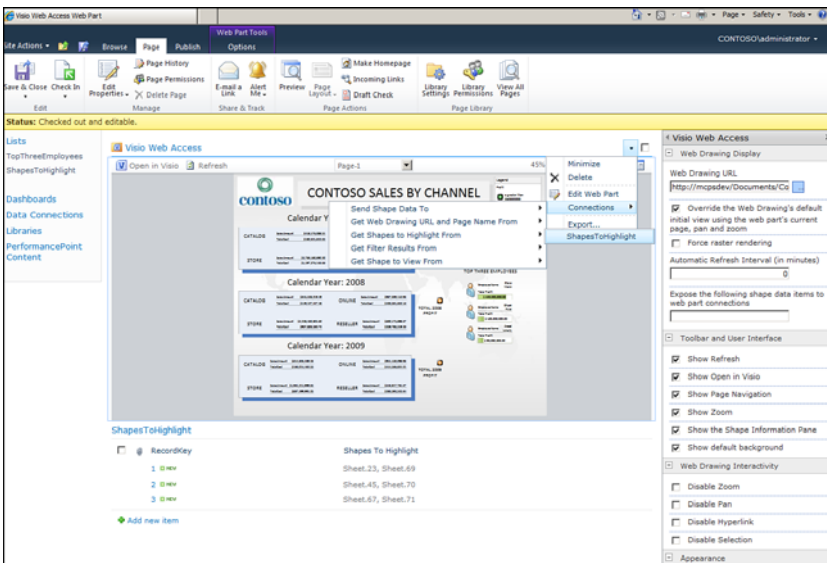 Visio Web Access Web Part
Page
Safety
Tools
Web Part Tools
Site Actions
Browse
Page
Publish
Options
CONTOSO\administrator
Save & Close
Check In
Edit Properties
Page History
Page Permissions
Delete Page
E-mail a Link
Alert Me
Preview
Page Layout
Make Homepage
Incoming Links
Draft Check
Library Settings
Library Permissions
View All Pages
Edit
Manage
Share & Track
Page Actions
Page Library
Status: Checked out and editable.
Lists
TopThreeEmployees
ShapesToHighlight
Dashboards
Data Connections
Libraries
PerformancePoint Content
Visio Web Access
Open in Visio
Refresh
Page-1
45%
Minimize
Delete
Edit Web Part
Connections
Export...
ShapesToHighlight
contoso
CONTOSO SALES BY CHANNEL
Calendar Y
Send Shape Data To
Get Web Drawing URL and Page Name From
Get Shapes to Highlight From
Get Filter Results From
Get Shape to View From
CATALOG
STORE
TOP THREE EMPLOYEES
Calendar Year: 2008
CATALOG
ONLINE
STORE
RESELLER
TOTAL 2008 PROFIT
Calendar Year: 2009
CATALOG
ONLINE
STORE
RESELLER
ShapesToHighlight
RecordKey
Shapes To Highlight
1 NEW
Sheet.23, Sheet.69
2 NEW
Sheet.45, Sheet.70
3 NEW
Sheet.67, Sheet.71
Add new item
Visio Web Access
Web Drawing Display
Web Drawing URL
http://mcpsdev/Documents/Co
Override the Web Drawing's default
initial view using the web part's current
page, pan and zoom
Force raster rendering
Automatic Refresh Interval (in minutes)
0
Expose the following shape data items to
web part connections
Toolbar and User Interface
Show Refresh
Show Open in Visio
Show Page Navigation
Show Zoom
Show the Shape Information Pane
Show default background
Web Drawing Interactivity
Disable Zoom
Disable Pan
Disable Hyperlink
Disable Selection
Appearance